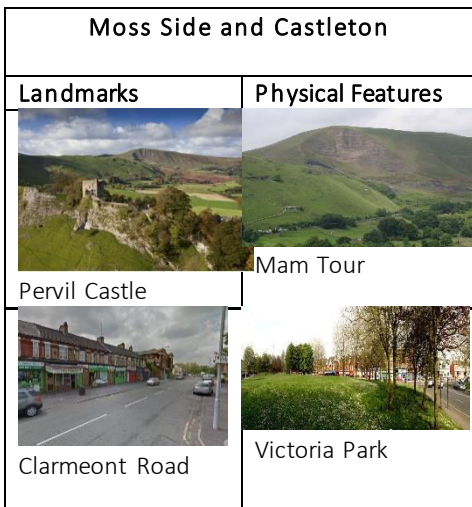 Moss Side and Castleton
Landmarks
Physical Features
Pervil Castle
Mam Tour
Clarmeont Road
Victoria Park